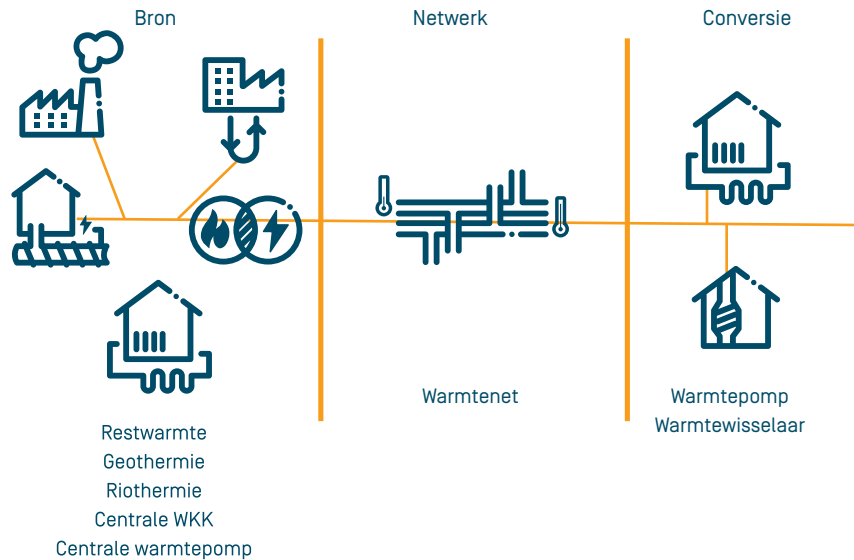 Bron
Netwerk
Conversie
Warmtenet
Warmtepomp
Warmtewisselaar
Restwarmte
Geothermie
Riothermie
Centrale WKK
Centrale warmtepomp